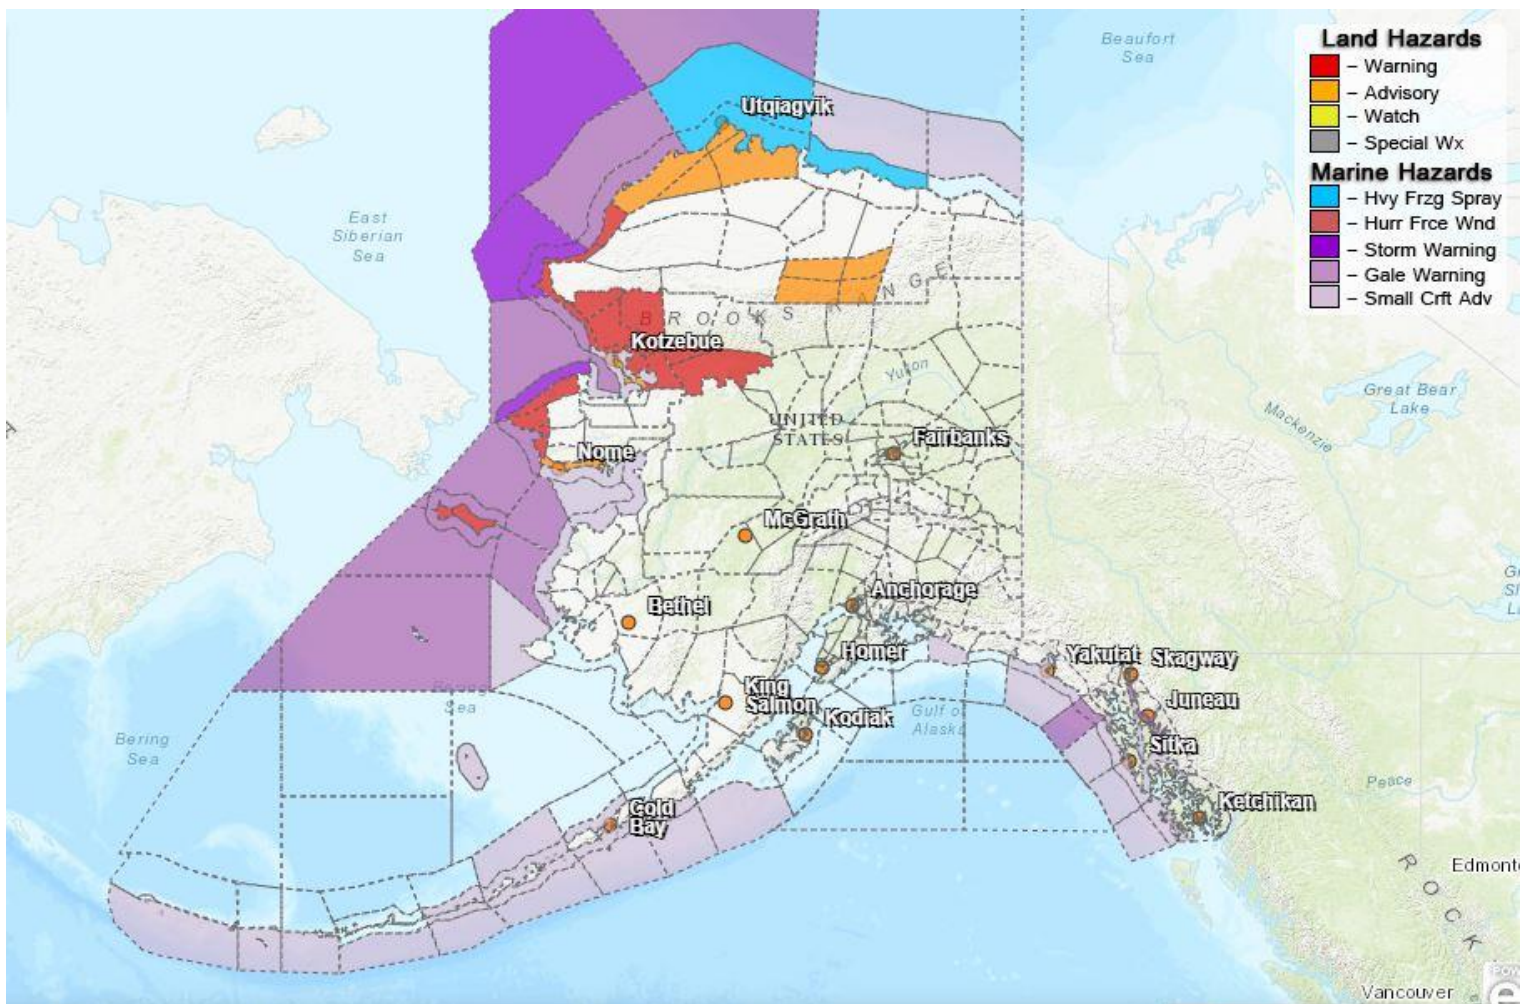 Land Hazards
– Warning
– Advisory
– Watch
– Special Wx
Marine Hazards
– Hvy Frzg Spray
– Hurr Frce Wnd
– Storm Warning
– Gale Warning
– Small Crft Adv
Beaufort
Sea
Utqiagvik
East
Siberian
Sea
BROOKS RANGE
Kotzebue
Yukon
Great Bear
Lake
Mackenzie
UNITED
STATES
Fairbanks
Nome
McGrath
Anchorage
Bethel
Homer
Yakutat
Skagway
King
Salmon
Juneau
Kodiak
Gulf of
Alaska
Sitka
Bering
Sea
Bering
Sea
Peace
Ketchikan
Cold
Bay
ROCK
Edmont
Vancouver
POW
e